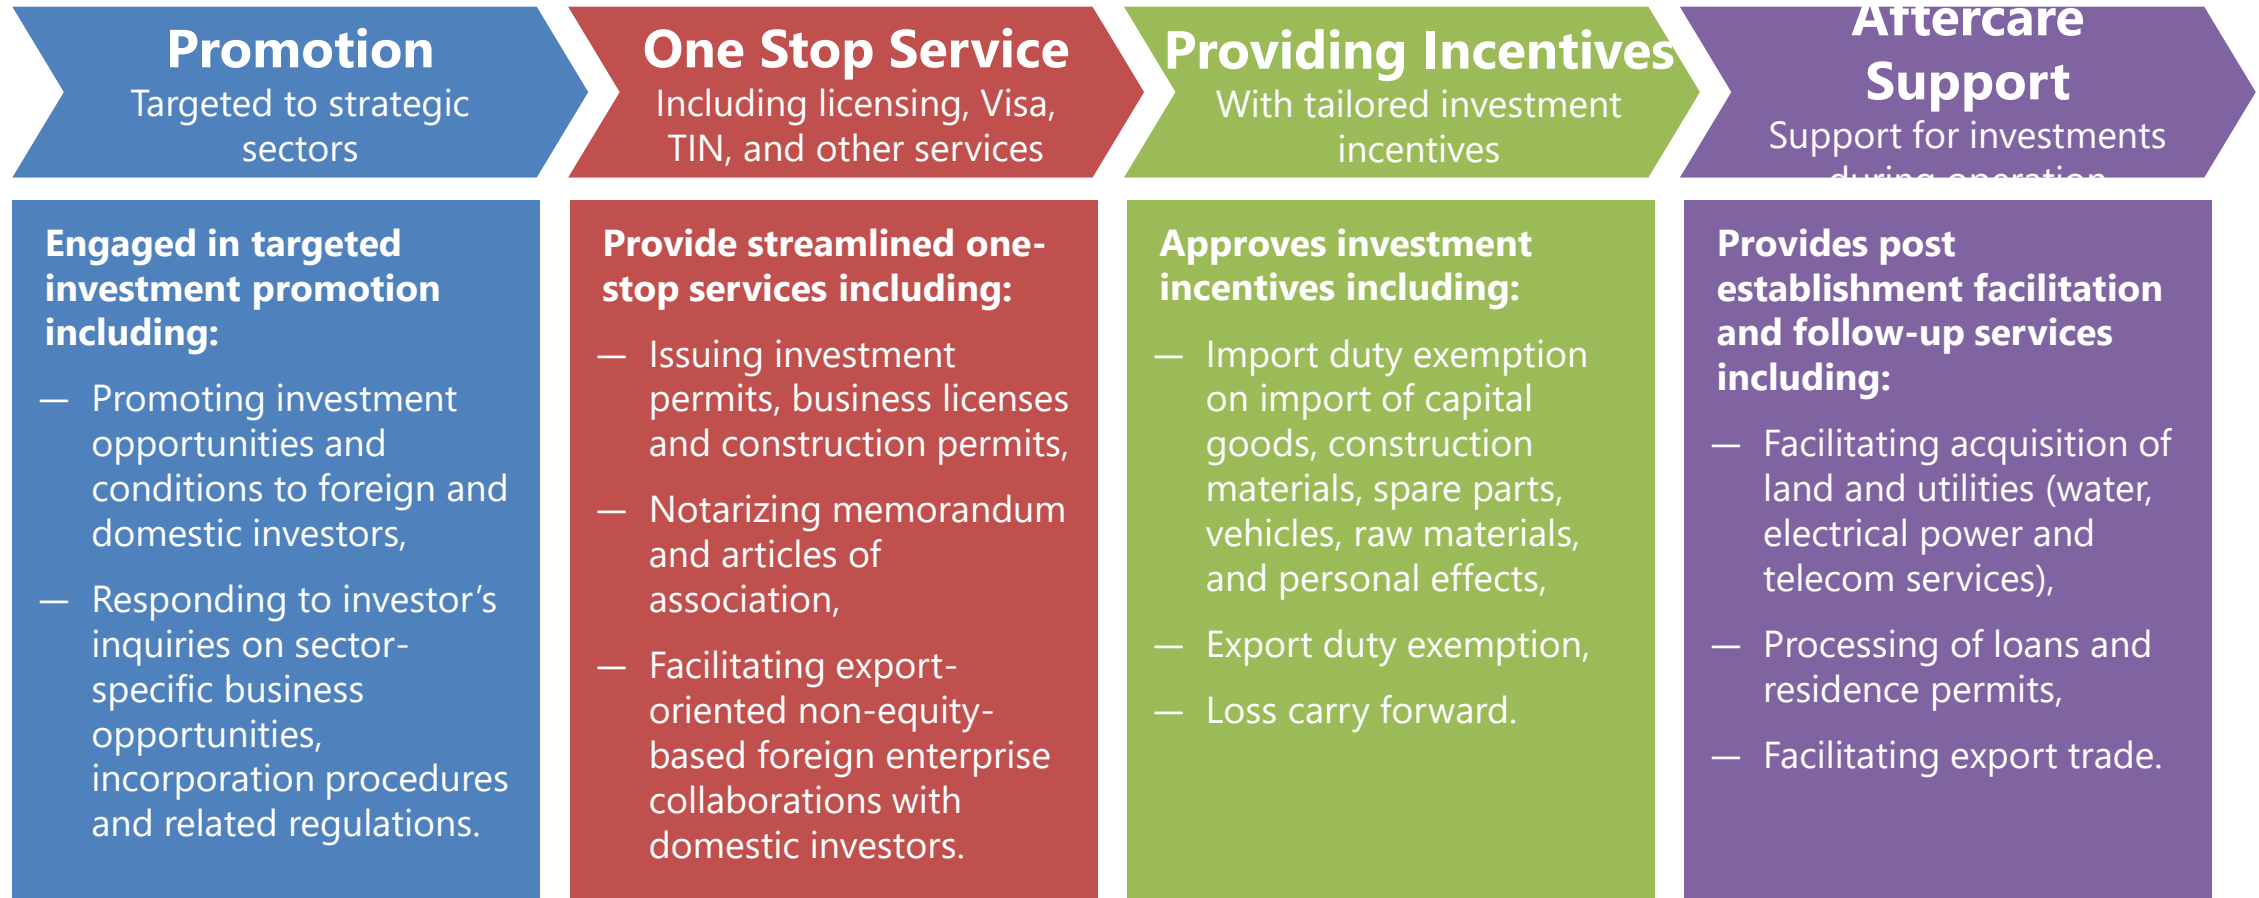 Promotion
Targeted to strategic
sectors
One Stop Service
Including licensing, Visa,
TIN, and other services
Providing Incentives
With tailored investment
incentives
Aftercare
Support
Support for investments
during operation
Engaged in targeted
investment promotion
including:
— Promoting investment
opportunities and
conditions to foreign and
domestic investors,
— Responding to investor’s
inquiries on sector-
specific business
opportunities,
incorporation procedures
and related regulations.
Provide streamlined one-
stop services including:
— Issuing investment
permits, business licenses
and construction permits,
— Notarizing memorandum
and articles of
association,
— Facilitating export-
oriented non-equity-
based foreign enterprise
collaborations with
domestic investors.
Approves investment
incentives including:
— Import duty exemption
on import of capital
goods, construction
materials, spare parts,
vehicles, raw materials,
and personal effects,
— Export duty exemption,
— Loss carry forward.
Provides post
establishment facilitation
and follow-up services
including:
— Facilitating acquisition of
land and utilities (water,
electrical power and
telecom services),
— Processing of loans and
residence permits,
— Facilitating export trade.